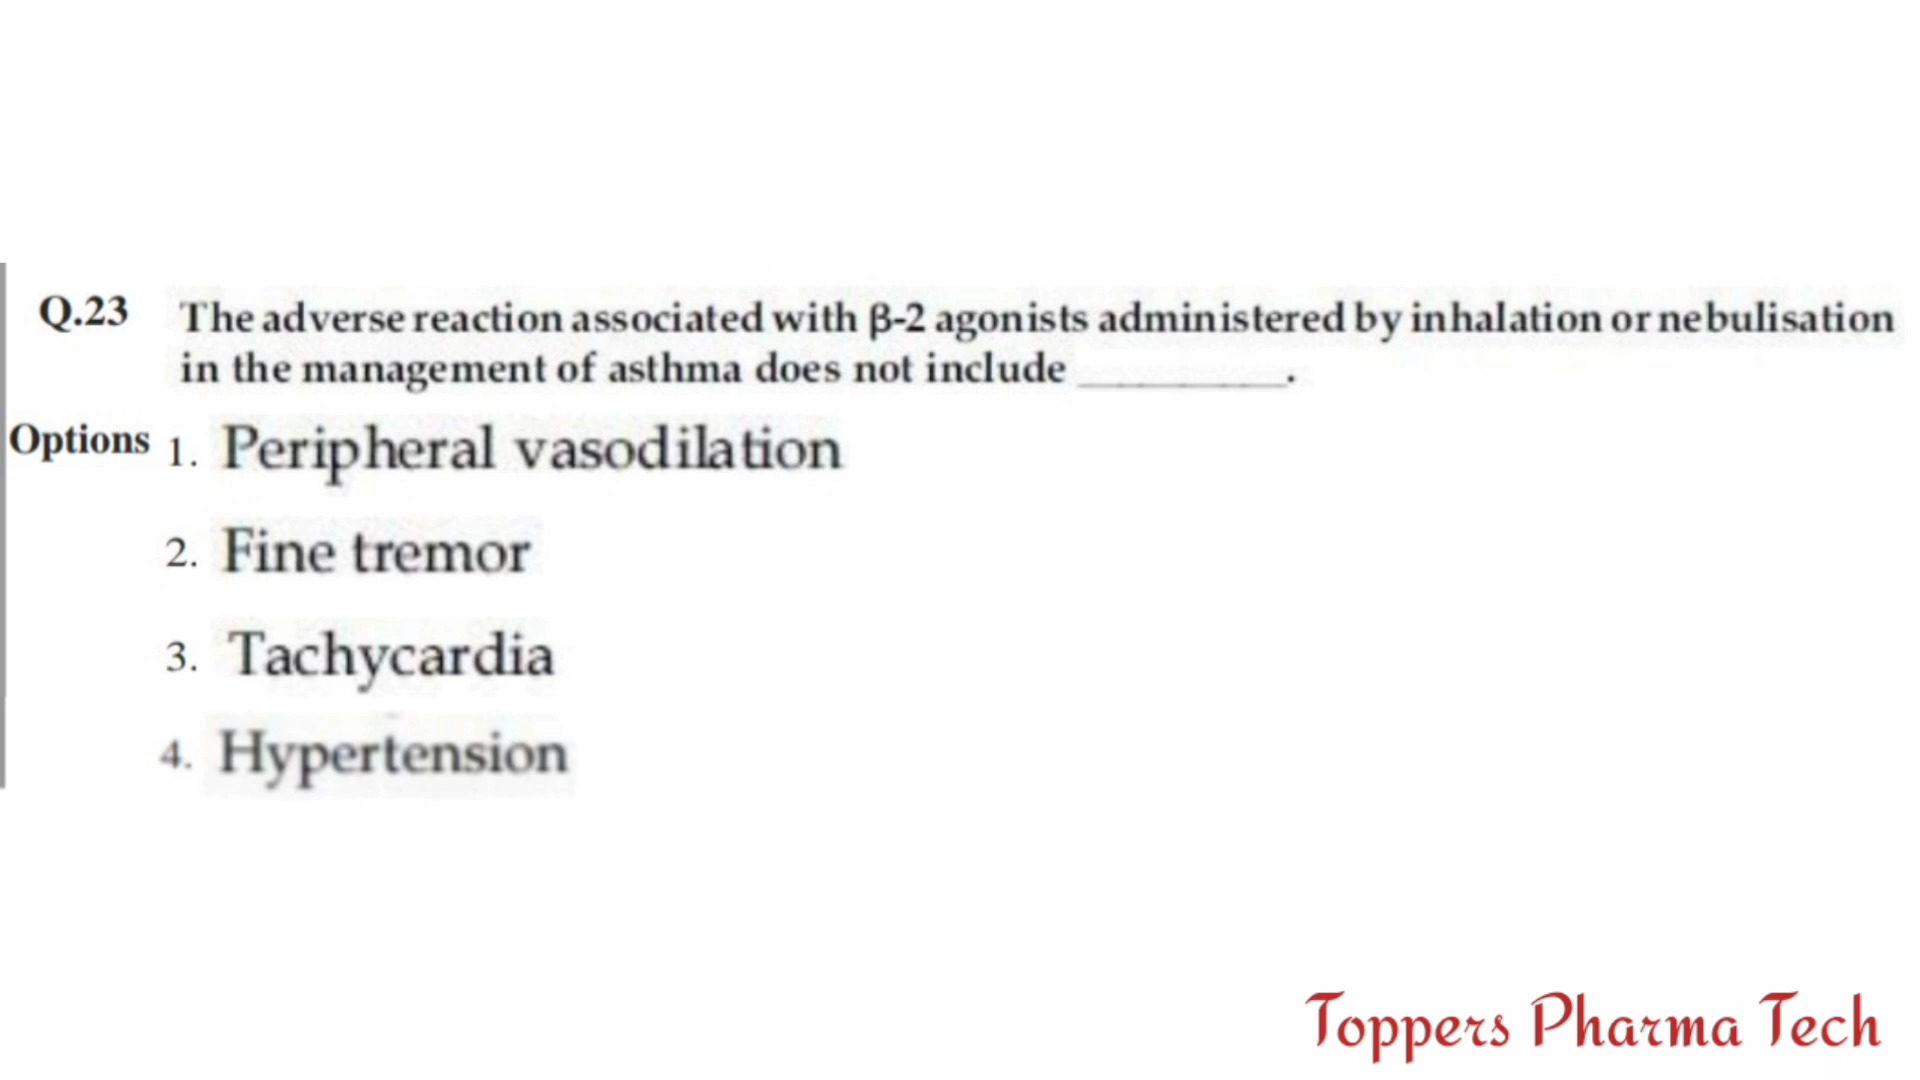 Q.23 The adverse reaction associated with β-2 agonists administered by inhalation or nebulisation
in the management of asthma does not include __________.
Options 1. Peripheral vasodilation
2. Fine tremor
3. Tachycardia
4. Hypertension
Toppers Pharma Tech